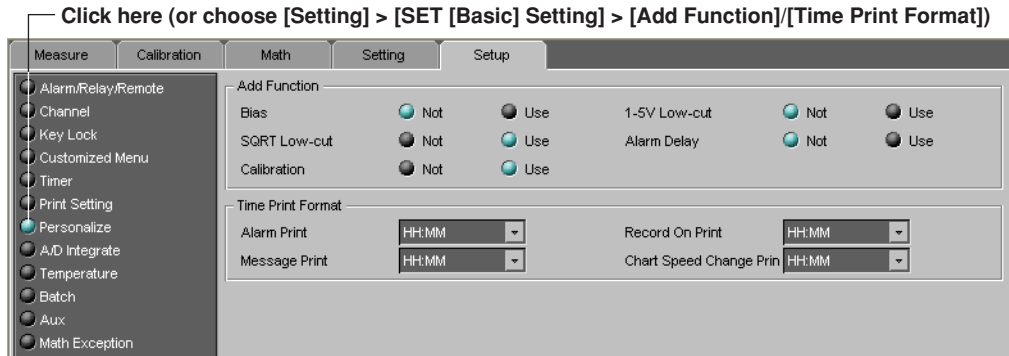 Click here (or choose [Setting] > [SET [Basic] Setting] > [Add Function]/[Time Print Format])
Measure Calibration Math Setting Setup
Alarm/Relay/Remote
Channel
Key Lock
Customized Menu
Timer
Print Setting
Personalize
A/D Integrate
Temperature
Batch
Aux
Math Exception
Add Function
Bias Not Use 1-5V Low-cut Not Use
SQRT Low-cut Not Use Alarm Delay Not Use
Calibration Not Use
Time Print Format
Alarm Print HH:MM Record On Print HH:MM
Message Print HH:MM Chart Speed Change Prin HH:MM